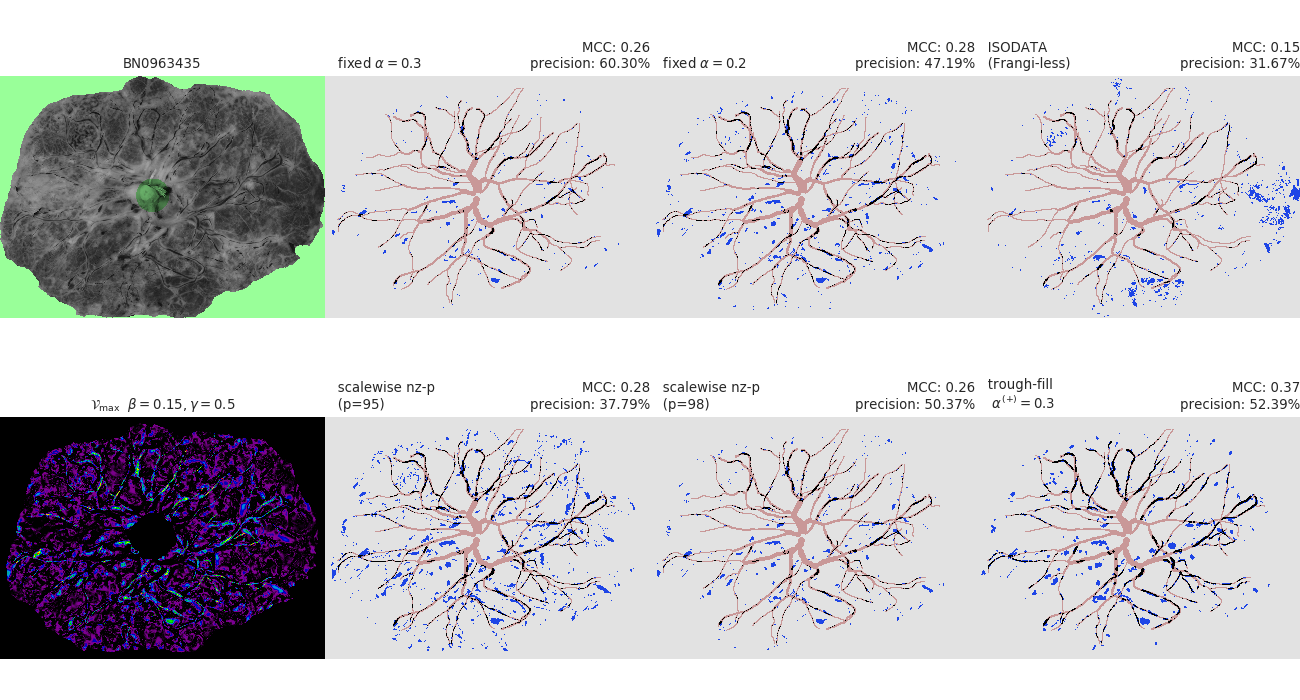 BN0963435
MCC: 0.26
fixed α = 0.3 precision: 60.30%
MCC: 0.28
fixed α = 0.2 precision: 47.19%
ISODATA MCC: 0.15
(Frangi-less) precision: 31.67%
𝒱max β = 0.15, γ = 0.5
scalewise nz-p MCC: 0.28
(p=95) precision: 37.79%
scalewise nz-p MCC: 0.26
(p=98) precision: 50.37%
trough-fill MCC: 0.37
α(+) = 0.3 precision: 52.39%